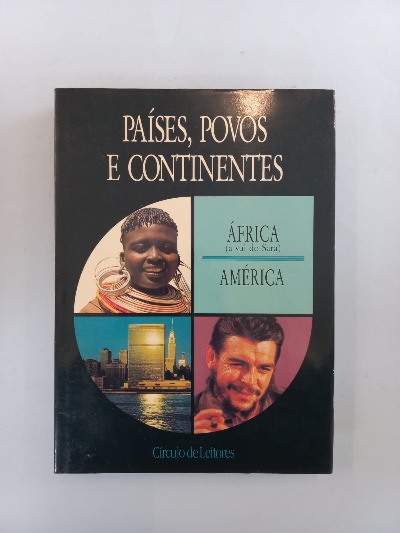 PAÍSES, POVOS
E CONTINENTES
ÁFRICA
(a sul do Sara)
AMÉRICA
Círculo de Leitores